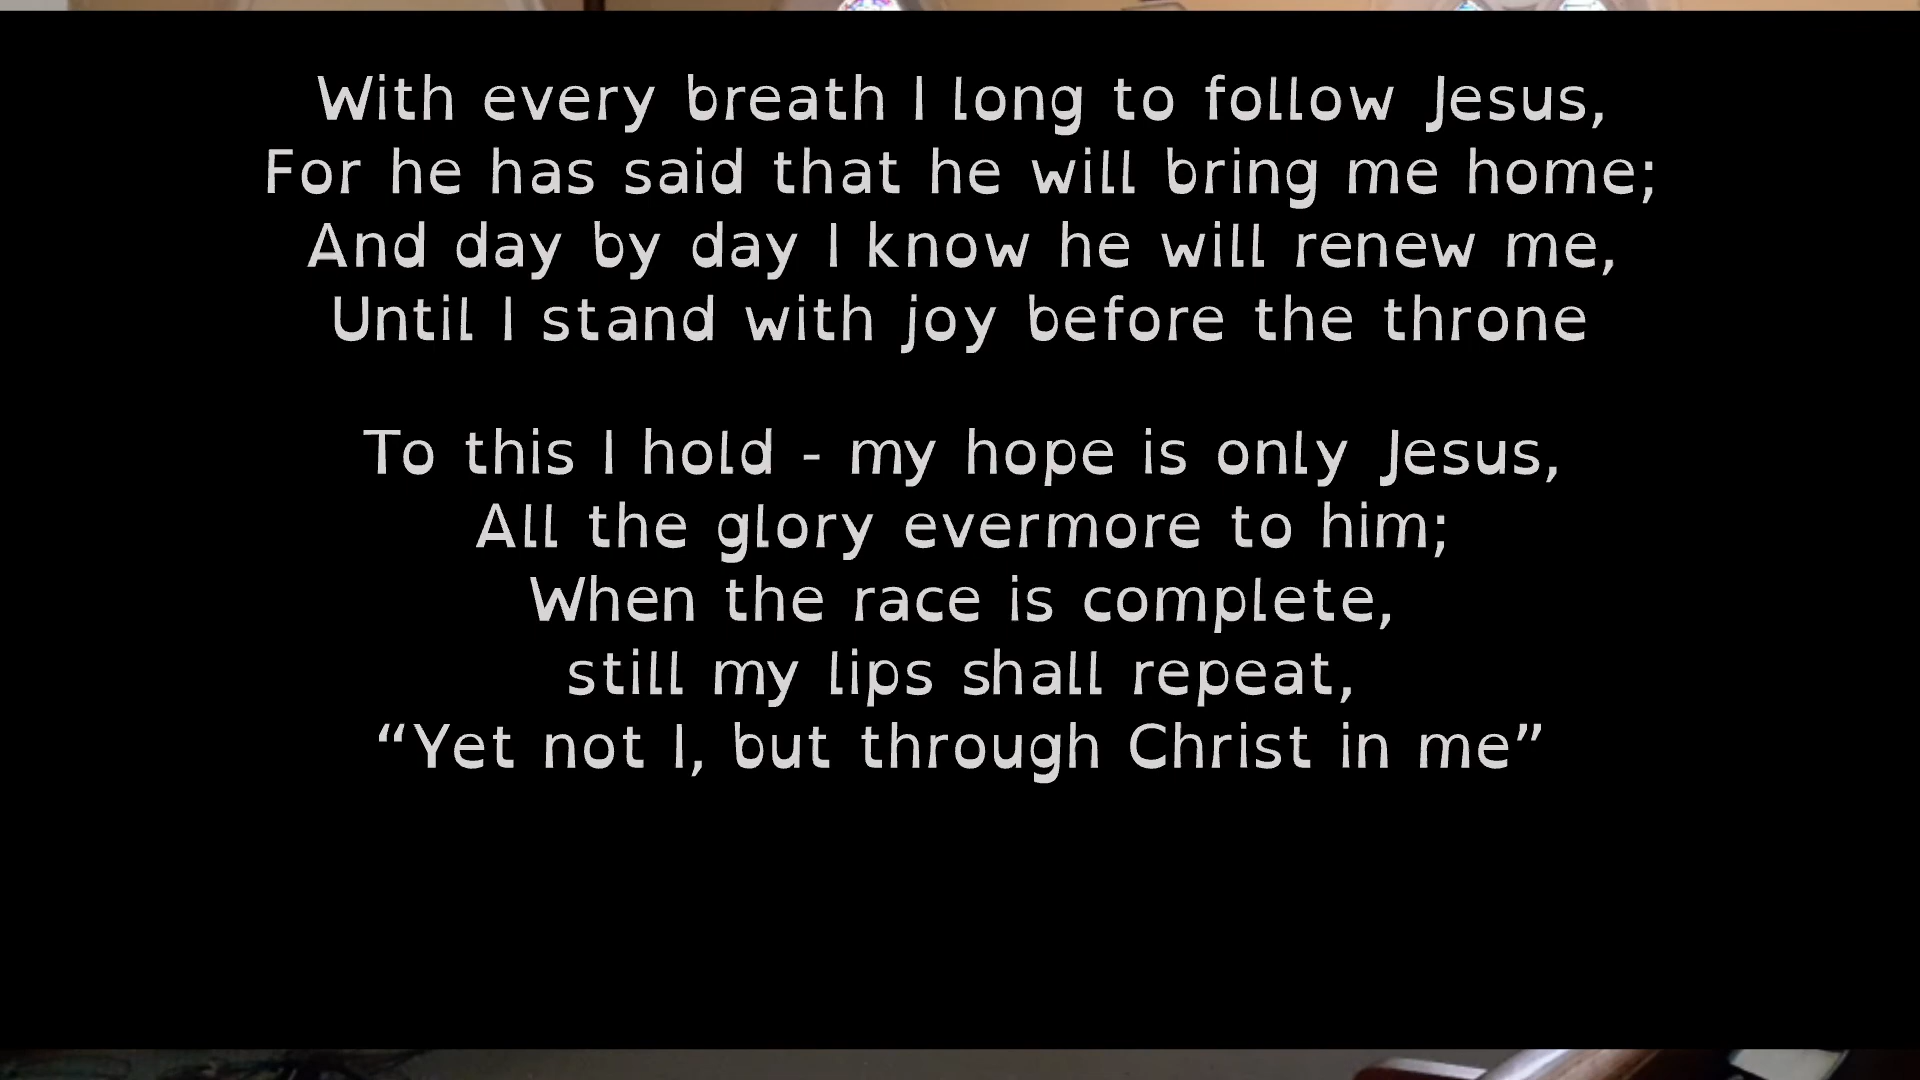 With every breath I long to follow Jesus,
For he has said that he will bring me home;
And day by day I know he will renew me,
Until I stand with joy before the throne
To this I hold - my hope is only Jesus,
All the glory evermore to him;
When the race is complete,
still my lips shall repeat,
“Yet not I, but through Christ in me”